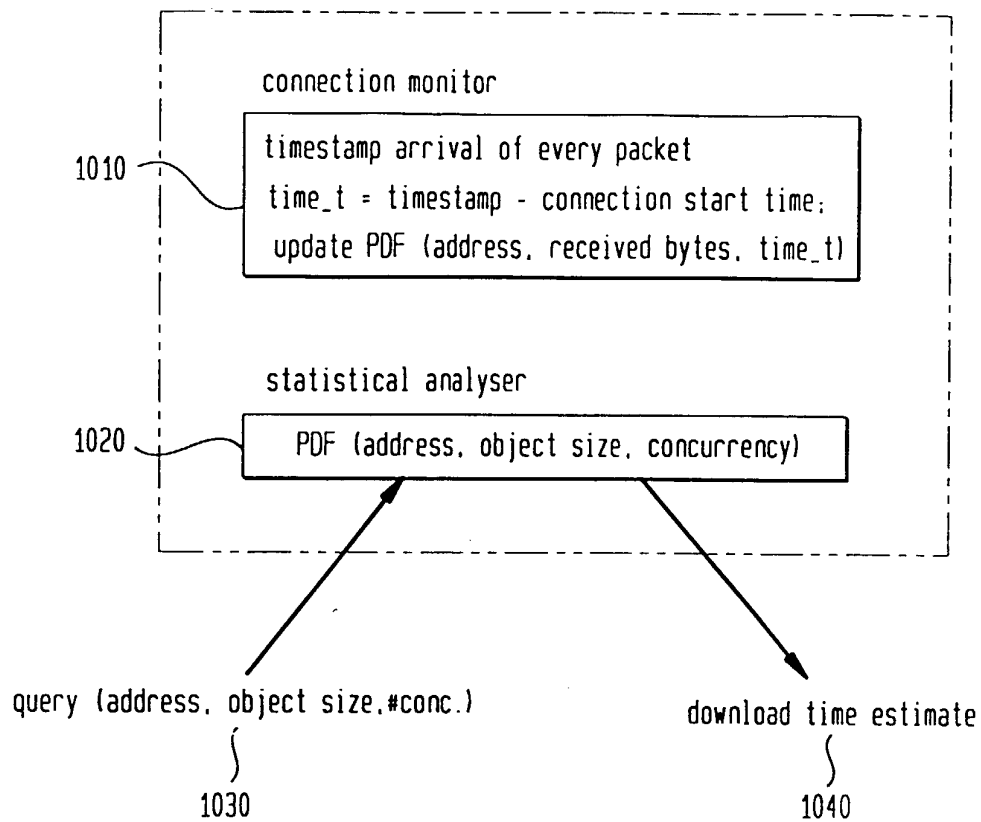 connection monitor
1010
timestamp arrival of every packet
time_t = timestamp - connection start time;
update PDF (address, received bytes, time_t)
statistical analyser
1020
PDF (address, object size, concurrency)
query (address, object size,#conc.)
download time estimate
1030
1040